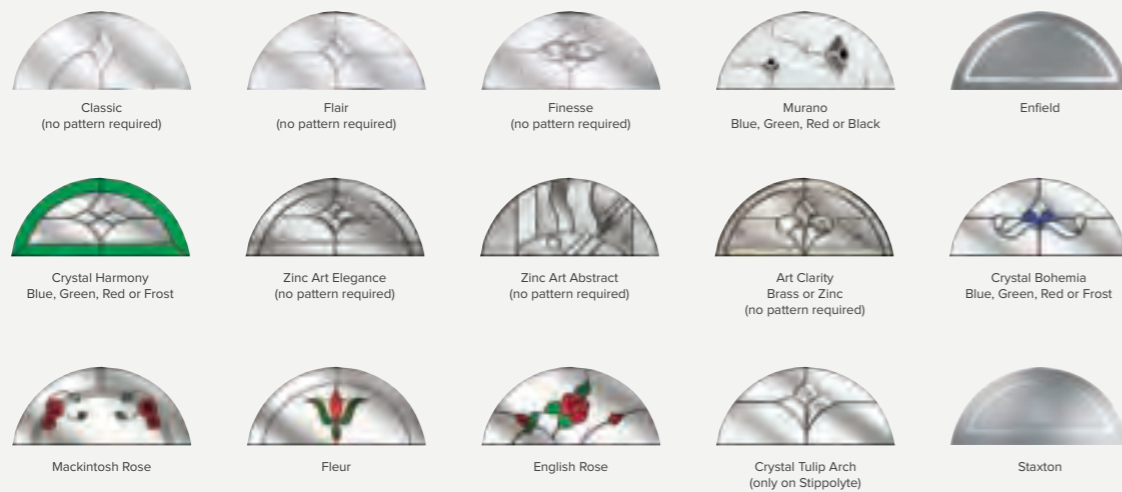 Classic
(no pattern required)
Flair
(no pattern required)
Finesse
(no pattern required)
Murano
Blue, Green, Red or Black
Enfield
Crystal Harmony
Blue, Green, Red or Frost
Zinc Art Elegance
(no pattern required)
Zinc Art Abstract
(no pattern required)
Art Clarity
Brass or Zinc
(no pattern required)
Crystal Bohemia
Blue, Green, Red or Frost
Mackintosh Rose
Fleur
English Rose
Crystal Tulip Arch
(only on Stippolyte)
Staxton